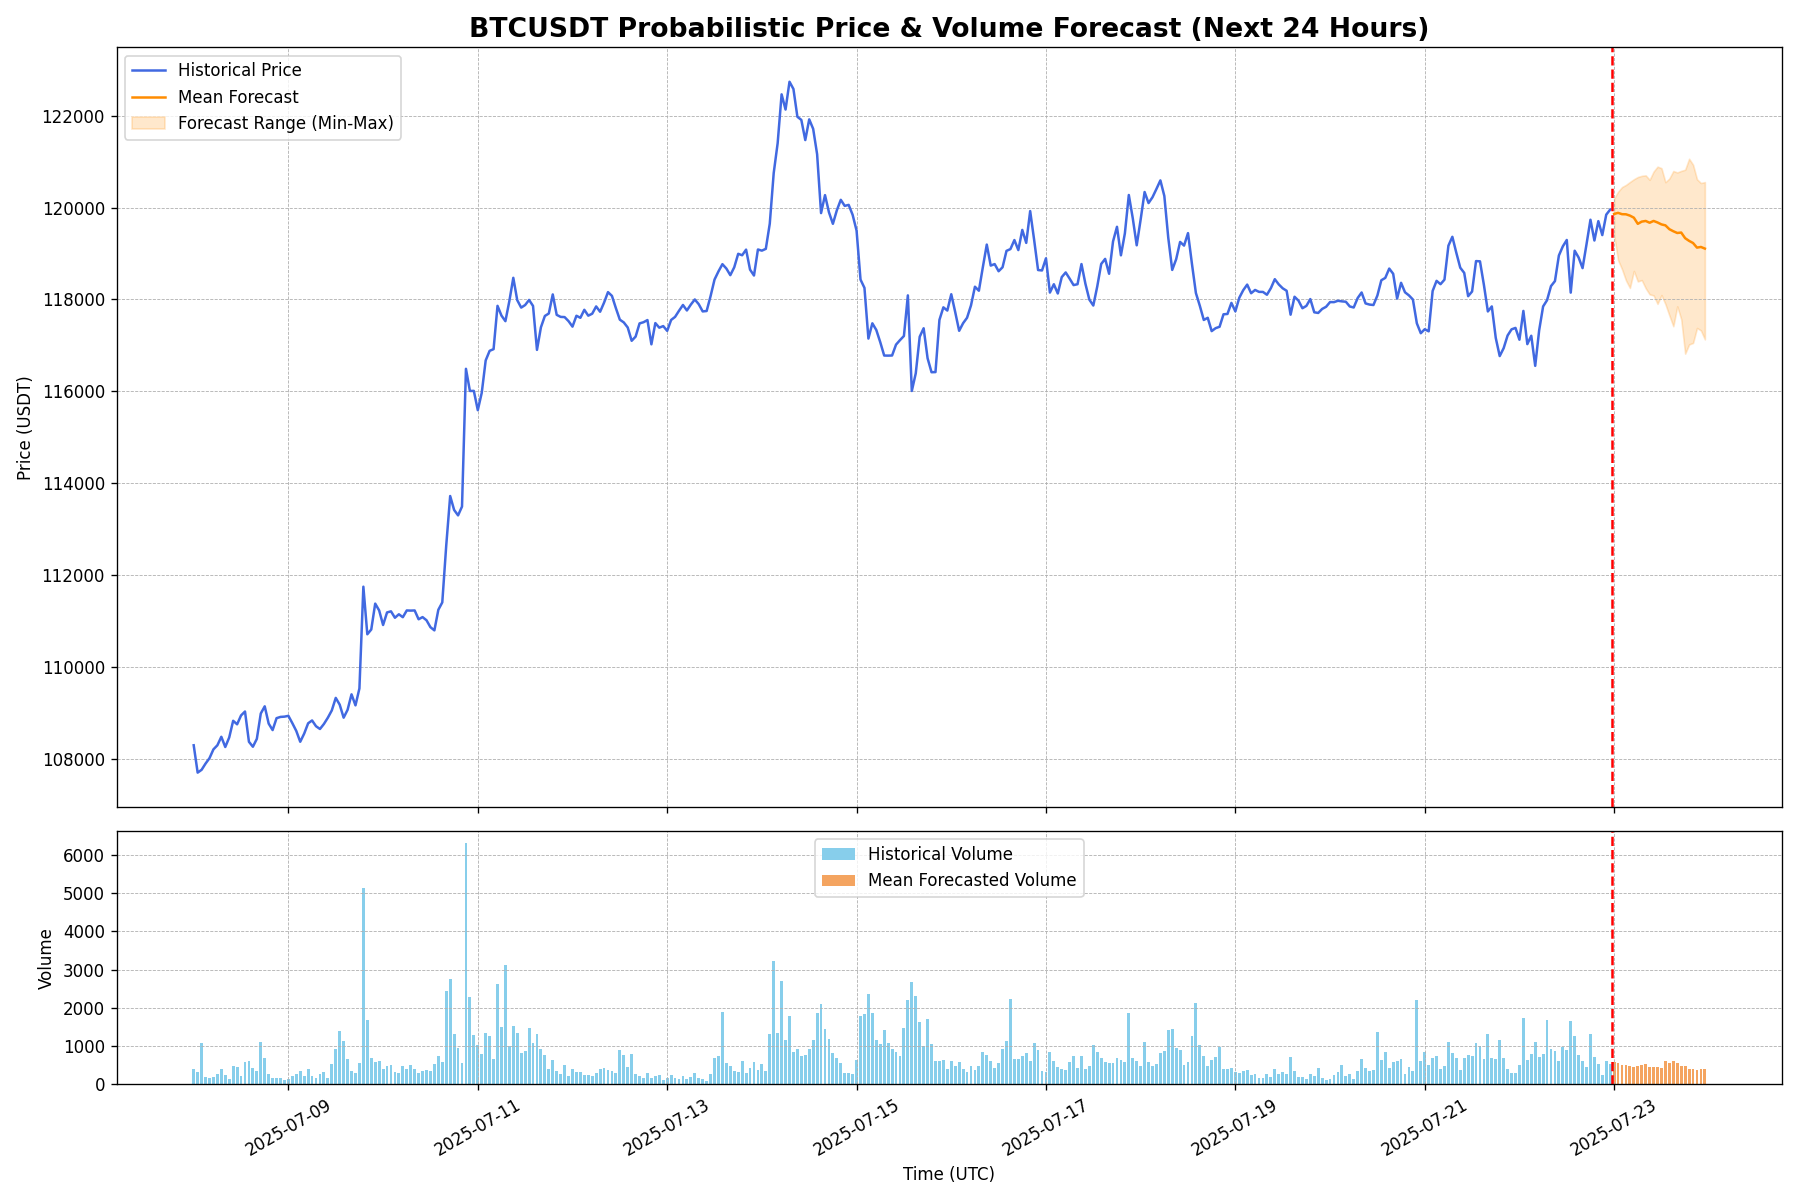 BTCUSDT Probabilistic Price & Volume Forecast (Next 24 Hours)
Historical Price
Mean Forecast
Forecast Range (Min-Max)
122000
120000
118000
116000
114000
112000
110000
108000
Price (USDT)
Historical Volume
Mean Forecasted Volume
6000
5000
4000
3000
2000
1000
0
Volume
2025-07-09
2025-07-11
2025-07-13
2025-07-15
2025-07-17
2025-07-19
2025-07-21
2025-07-23
Time (UTC)